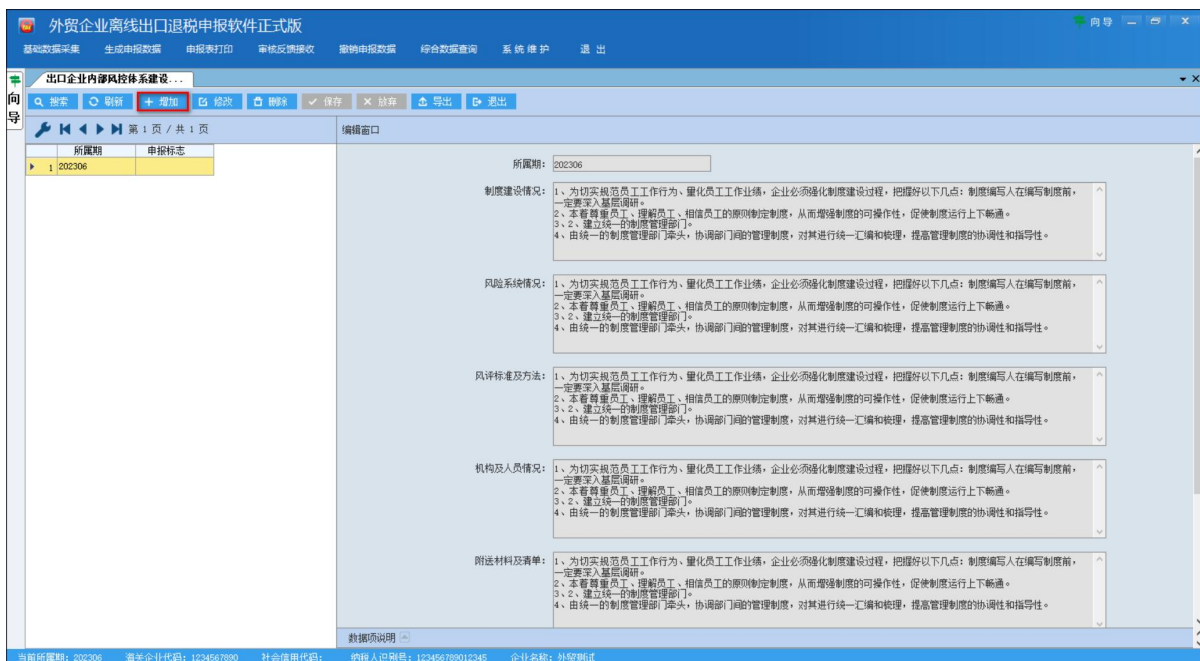 外贸企业离线出口退税申报软件正式版
向导
基础数据采集 生成申报数据 申报表打印 审核反馈接收 撤销申报数据 综合数据查询 系统维护 退出
出口企业内部风控体系建设...
向导
搜索 刷新 增加 修改 删除 保存 放弃 导出 退出
第 1 页 / 共 1 页
编辑窗口
所属期 申报标志
1 202306
所属期: 202306
制度建设情况: 1、为切实规范员工工作行为、量化员工工作业绩,企业必须强化制度建设过程,把握好以下几点:制度编写人在编写制度前,
一定要深入基层调研。
2、本着尊重员工、理解员工、相信员工的原则制定制度,从而增强制度的可操作性,促使制度运行上下畅通。
3、2、建立统一的制度管理部门。
4、由统一的制度管理部门牵头,协调部门间的管理制度,对其进行统一汇编和梳理,提高管理制度的协调性和指导性。
风险系统情况: 1、为切实规范员工工作行为、量化员工工作业绩,企业必须强化制度建设过程,把握好以下几点:制度编写人在编写制度前,
一定要深入基层调研。
2、本着尊重员工、理解员工、相信员工的原则制定制度,从而增强制度的可操作性,促使制度运行上下畅通。
3、2、建立统一的制度管理部门。
4、由统一的制度管理部门牵头,协调部门间的管理制度,对其进行统一汇编和梳理,提高管理制度的协调性和指导性。
风评标准及方法: 1、为切实规范员工工作行为、量化员工工作业绩,企业必须强化制度建设过程,把握好以下几点:制度编写人在编写制度前,
一定要深入基层调研。
2、本着尊重员工、理解员工、相信员工的原则制定制度,从而增强制度的可操作性,促使制度运行上下畅通。
3、2、建立统一的制度管理部门。
4、由统一的制度管理部门牵头,协调部门间的管理制度,对其进行统一汇编和梳理,提高管理制度的协调性和指导性。
机构及人员情况: 1、为切实规范员工工作行为、量化员工工作业绩,企业必须强化制度建设过程,把握好以下几点:制度编写人在编写制度前,
一定要深入基层调研。
2、本着尊重员工、理解员工、相信员工的原则制定制度,从而增强制度的可操作性,促使制度运行上下畅通。
3、2、建立统一的制度管理部门。
4、由统一的制度管理部门牵头,协调部门间的管理制度,对其进行统一汇编和梳理,提高管理制度的协调性和指导性。
附送材料及清单: 1、为切实规范员工工作行为、量化员工工作业绩,企业必须强化制度建设过程,把握好以下几点:制度编写人在编写制度前,
一定要深入基层调研。
2、本着尊重员工、理解员工、相信员工的原则制定制度,从而增强制度的可操作性,促使制度运行上下畅通。
3、2、建立统一的制度管理部门。
4、由统一的制度管理部门牵头,协调部门间的管理制度,对其进行统一汇编和梳理,提高管理制度的协调性和指导性。
数据项说明
当前所属期: 202306 海关企业代码: 1234567890 社会信用代码: 纳税人识别号: 123456789012345 企业名称: 外贸测试